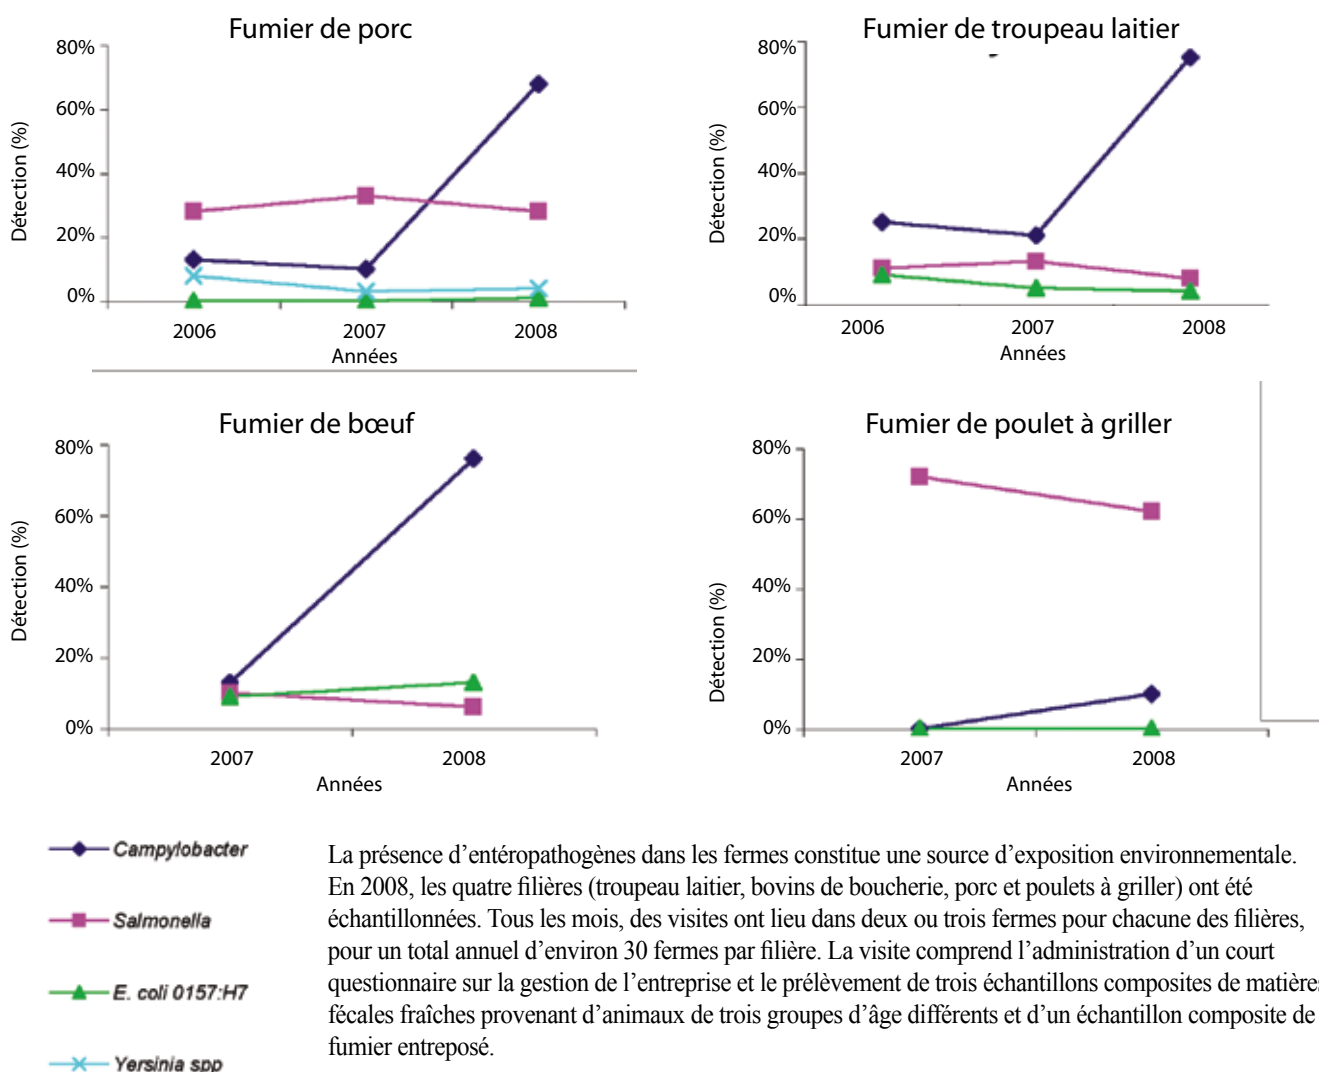 Fumier de porc
80%
60%
40%
20%
0%
Détection (%)
2006
2007
2008
Années
Fumier de troupeau laitier
80%
60%
40%
20%
0%
Détection (%)
2006
2007
2008
Années
Fumier de bœuf
80%
60%
40%
20%
0%
Détection (%)
2007
2008
Années
Fumier de poulet à griller
80%
60%
40%
20%
0%
Détection (%)
2007
2008
Années
Campylobacter
Salmonella
E. coli 0157:H7
Yersinia spp
La présence d’entéropathogènes dans les fermes constitue une source d’exposition environnementale.
En 2008, les quatre filières (troupeau laitier, bovins de boucherie, porc et poulets à griller) ont été
échantillonnées. Tous les mois, des visites ont lieu dans deux ou trois fermes pour chacune des filières,
pour un total annuel d’environ 30 fermes par filière. La visite comprend l’administration d’un court
questionnaire sur la gestion de l’entreprise et le prélèvement de trois échantillons composites de matières
fécales fraîches provenant d’animaux de trois groupes d’âge différents et d’un échantillon composite de
fumier entreposé.